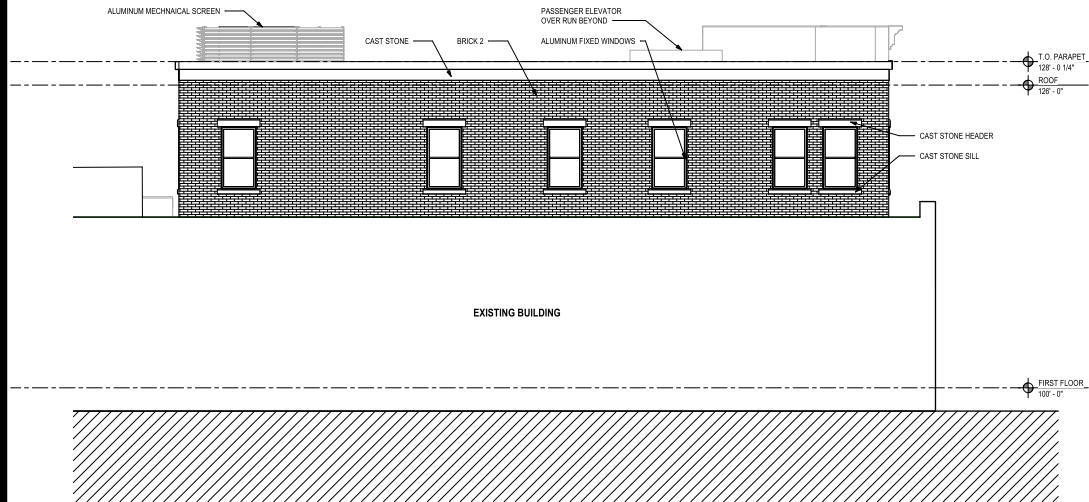 ALUMINUM MECHNAICAL SCREEN
PASSENGER ELEVATOR
OVER RUN BEYOND
CAST STONE
BRICK 2
ALUMINUM FIXED WINDOWS
T.O. PARAPET
128' - 0 1/4"
ROOF
126' - 0"
CAST STONE HEADER
CAST STONE SILL
EXISTING BUILDING
FIRST FLOOR
100' - 0"